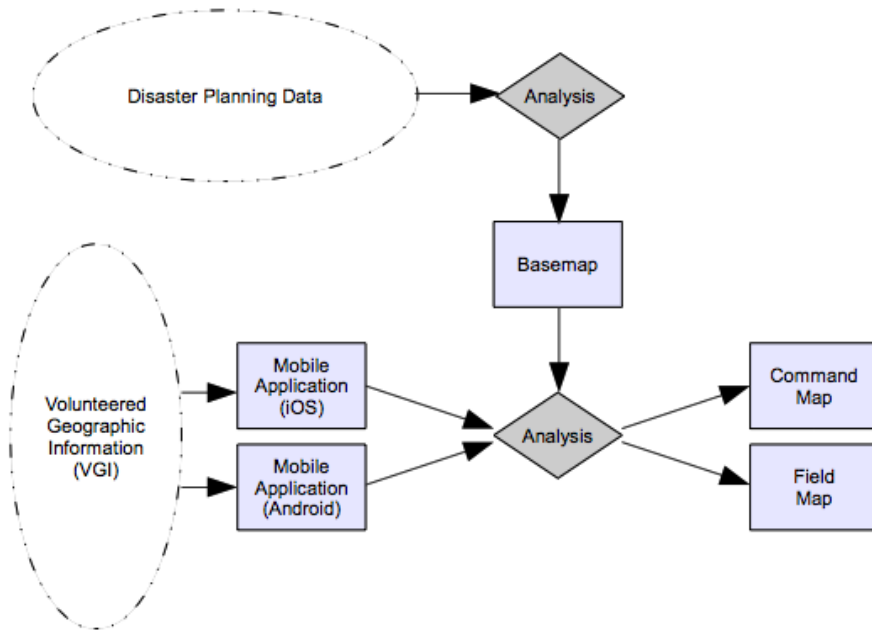 Disaster Planning Data
Analysis
Basemap
Volunteered
Geographic
Information
(VGI)
Mobile
Application
(iOS)
Mobile
Application
(Android)
Analysis
Command
Map
Field
Map